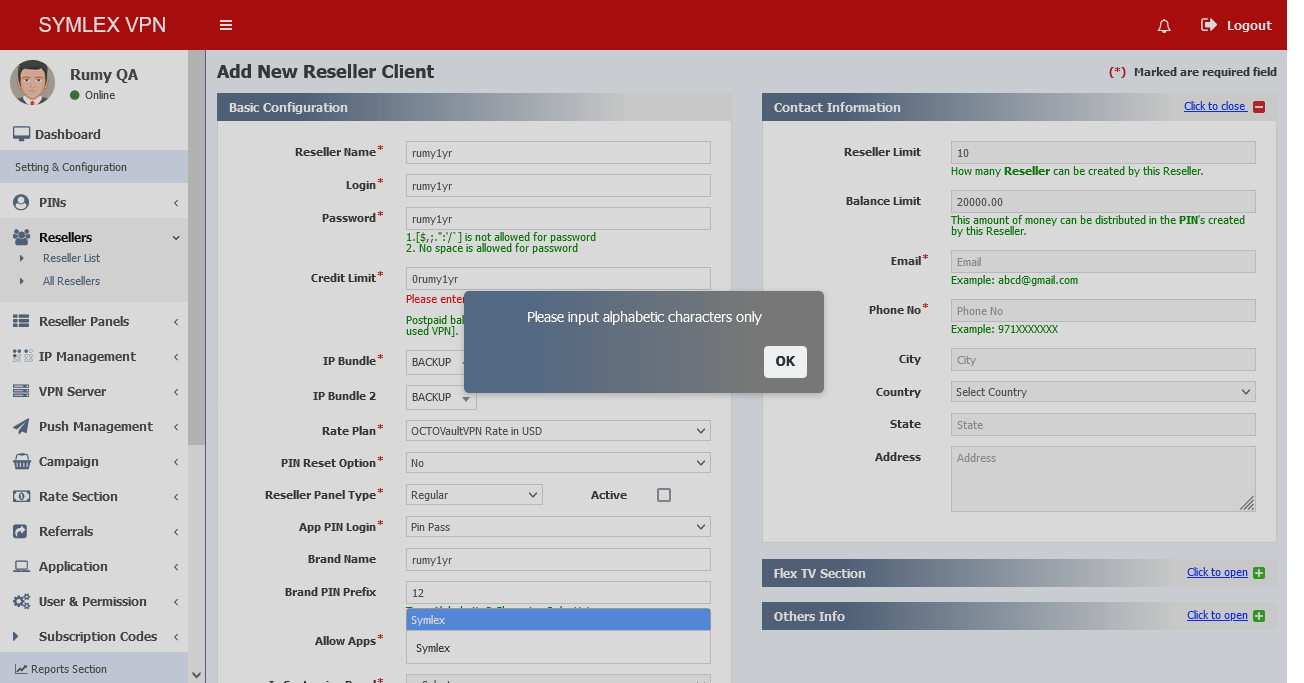 SYMLEX VPN
Logout
Rumy QA
Online
Dashboard
Setting & Configuration
PINs
Resellers
Reseller List
All Resellers
Reseller Panels
IP Management
VPN Server
Push Management
Campaign
Rate Section
Referrals
Application
User & Permission
Subscription Codes
Reports Section
Add New Reseller Client
(*) Marked are required field
Basic Configuration
Reseller Name* rumy1yr
Login* rumy1yr
Password* rumy1yr
1.[$,;.":'/`] is not allowed for password
2. No space is allowed for password
Credit Limit* 0rumy1yr
Please enter
Postpaid bal
used VPN].
IP Bundle* BACKUP
IP Bundle 2 BACKUP
Rate Plan* OCTOVaultVPN Rate in USD
PIN Reset Option* No
Reseller Panel Type* Regular Active
App PIN Login* Pin Pass
Brand Name rumy1yr
Brand PIN Prefix 12
Symlex
Allow Apps* Symlex
Please input alphabetic characters only
OK
Contact Information Click to close
Reseller Limit 10
How many Reseller can be created by this Reseller.
Balance Limit 20000.00
This amount of money can be distributed in the PIN's created
by this Reseller.
Email* Email
Example: abcd@gmail.com
Phone No* Phone No
Example: 971XXXXXXX
City City
Country Select Country
State State
Address Address
Flex TV Section Click to open
Others Info Click to open